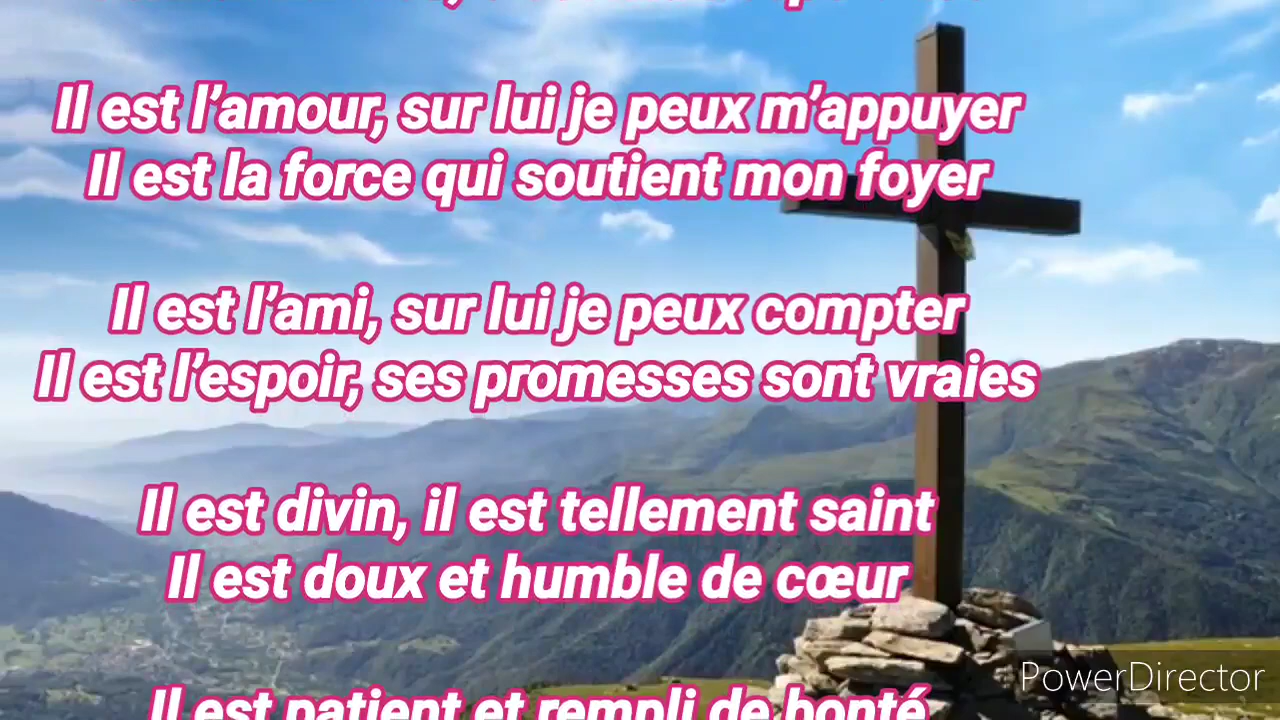 Il est l’amour, sur lui je peux m’appuyer
Il est la force qui soutient mon foyer
Il est l’ami, sur lui je peux compter
Il est l’espoir, ses promesses sont vraies
Il est divin, il est tellement saint
Il est doux et humble de cœur
Il est patient et rempli de bonté
PowerDirector